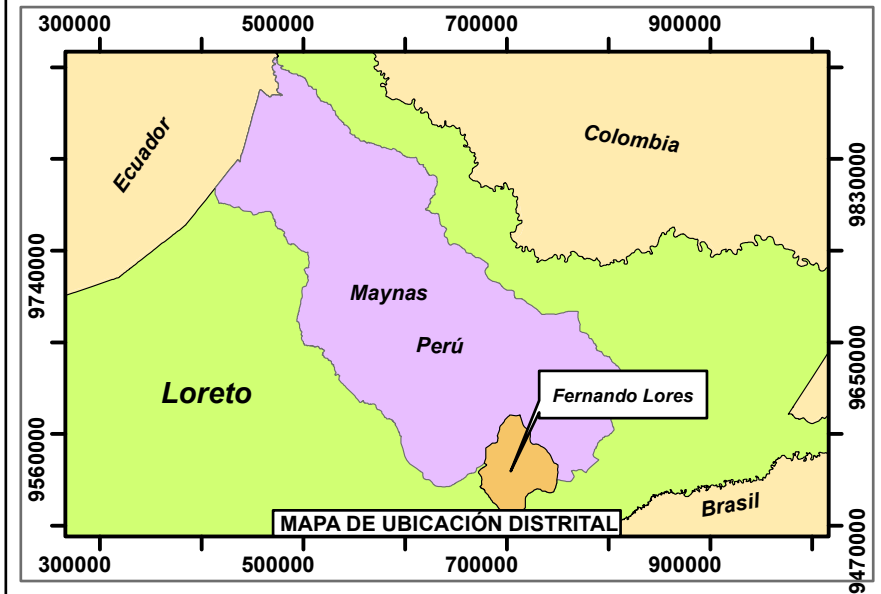 300000 500000 700000 900000
Ecuador
Colombia
9830000
9740000
Maynas
Perú
9650000
Loreto
Fernando Lores
9560000
Brasil
MAPA DE UBICACIÓN DISTRITAL
9470000
300000 500000 700000 900000